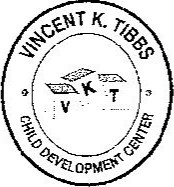 VINCENT K. TIBBS
V K T
CHILD DEVELOPMENT CENTER